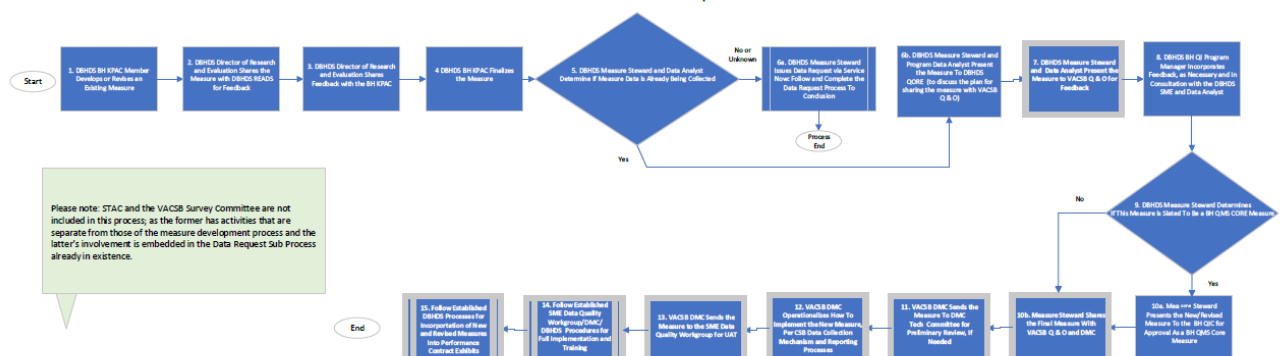 Start
1. DBHDS BH KPAC Member
Develops or Revises an
Existing Measure
2. DBHDS Director of Research
and Evaluation Shares the
Measure with DBHDS READS
for Feedback
3. DBHDS Director of Research
and Evaluation Shares
Feedback with the BH KPAC
4 DBHDS BH KPAC Finalizes
the Measure
5. DBHDS Measure Steward and Data Analyst
Determine If Measure Data is Already Being Collected
No or
Unknown
Yes
6a. DBHDS Measure Steward
Issues Data Request via Service
Now: Follow and Complete the
Data Request Process To
Conclusion
Process
End
6b. DBHDS Measure Steward and
Program Data Analyst Present
the Measure To DBHDS
QORE (to discuss the plan for
sharing the measure with VACSB
Q & O)
7. DBHDS Measure Steward
and Data Analyst Present the
Measure to VACSB Q & O for
Feedback
8. DBHDS BH QI Program
Manager Incorporates
Feedback, as Necessary and In
Consultation with the DBHDS
SME and Data Analyst
9. DBHDS Measure Steward Determines
If This Measure is Slated To Be a BH QMS CORE Measure
No
Yes
10a. Measure Steward
Presents the New/Revised
Measure To the BH QIC for
Approval As a BH QMS Core
Measure
10b. Measure Steward Shares
the Final Measure With
VACSB Q & O and DMC
11. VACSB DMC Sends the
Measure To DMC
Tech Committee for
Preliminary Review, If
Needed
12. VACSB DMC
Operationalizes How To
Implement the New Measure,
Per CSB Data Collection
Mechanism and Reporting
Processes
13. VACSB DMC Sends the
Measure to the SME Data
Quality Workgroup for UAT
14. Follow Established
SME Data Quality
Workgroup/DMC/
DBHDS Procedures for
Full Implementation and
Training
15. Follow Established
DBHDS Processes for
Incorportation of New
and Revised Measures
Into Performance
Contract Exhibits
End
Please note: STAC and the VACSB Survey Committee are not
included in this process; as the former has activities that are
separate from those of the measure development process and the
latter's involvement is embedded in the Data Request Sub Process
already in existence.